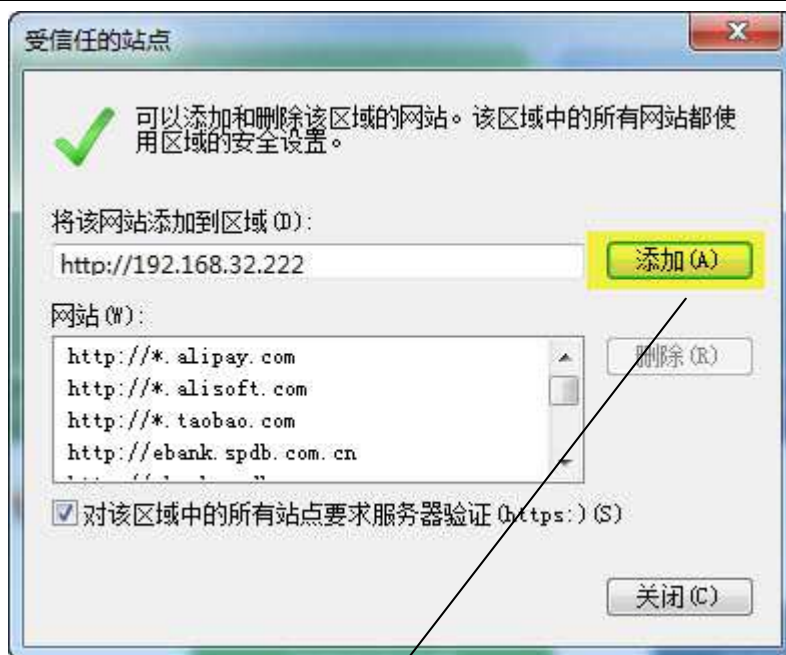 受信任的站点
可以添加和删除该区域的网站。该区域中的所有网站都使
用区域的安全设置。
将该网站添加到区域(D):
http://192.168.32.222
添加(A)
网站(W):
http://*.alipay.com
http://*.alisoft.com
http://*.taobao.com
http://ebank.spdb.com.cn
删除(R)
对该区域中的所有站点要求服务器验证(https:)(S)
关闭(C)